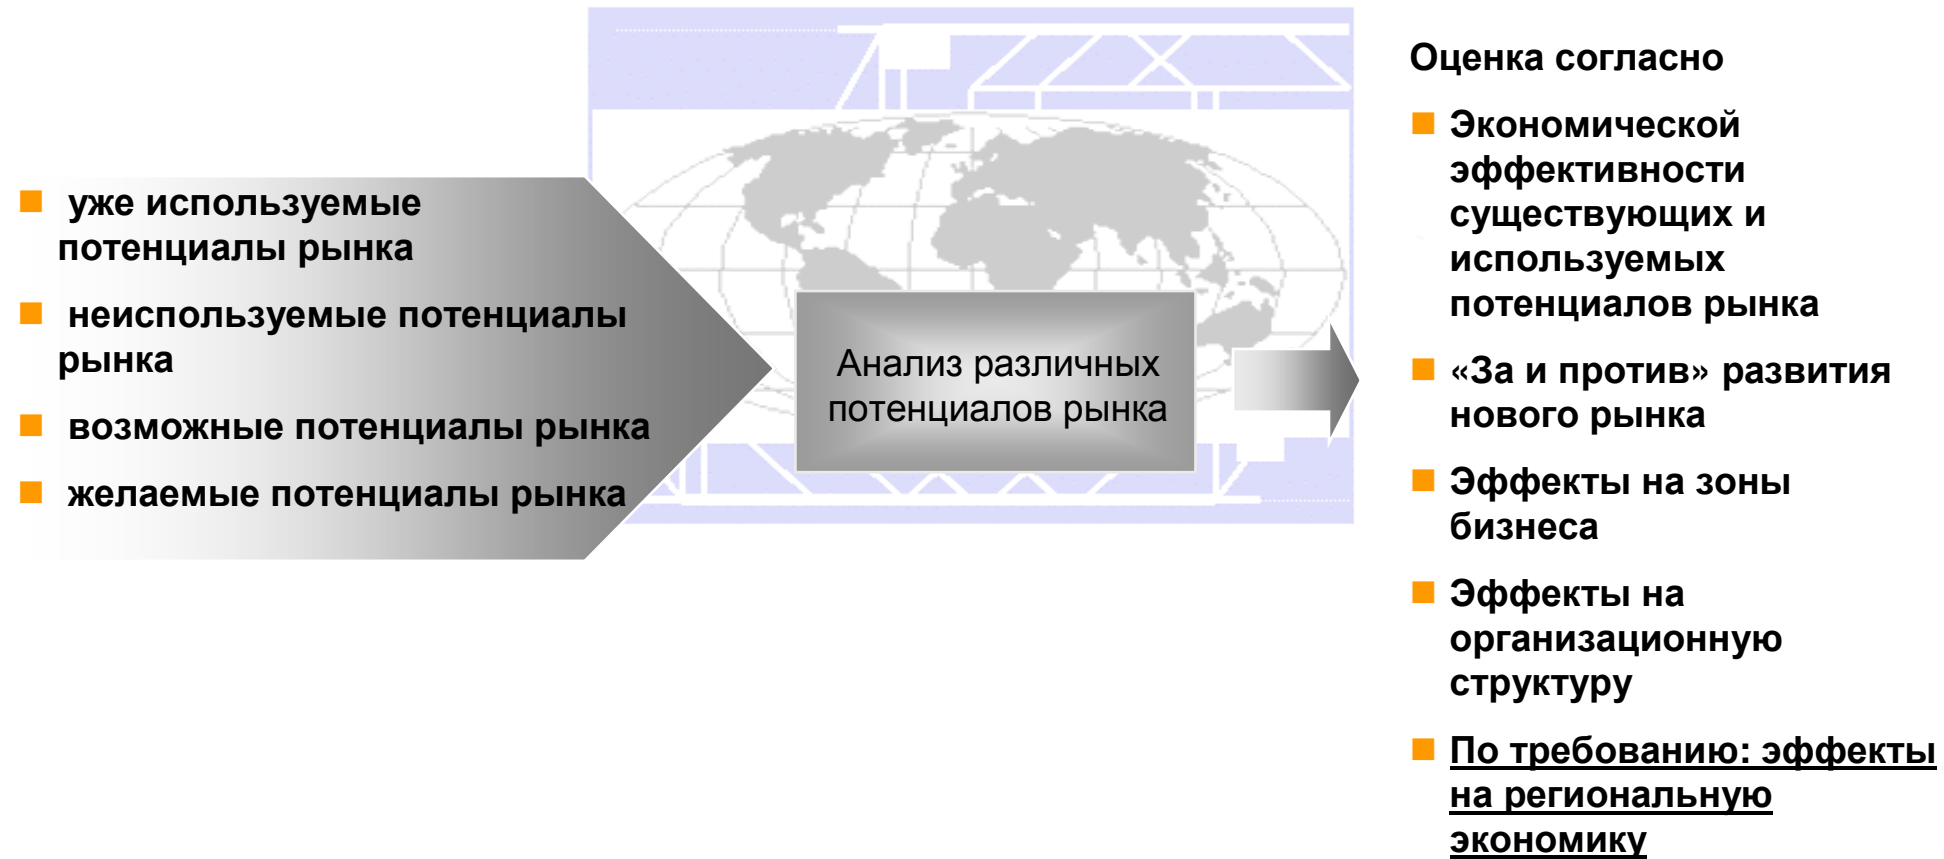 уже используемые
потенциалы рынка
неиспользуемые потенциалы
рынка
возможные потенциалы рынка
желаемые потенциалы рынка
Анализ различных
потенциалов рынка
Оценка согласно
Экономической
эффективности
существующих и
используемых
потенциалов рынка
«За и против» развития
нового рынка
Эффекты на зоны
бизнеса
Эффекты на
организационную
структуру
По требованию: эффекты
на региональную
экономику